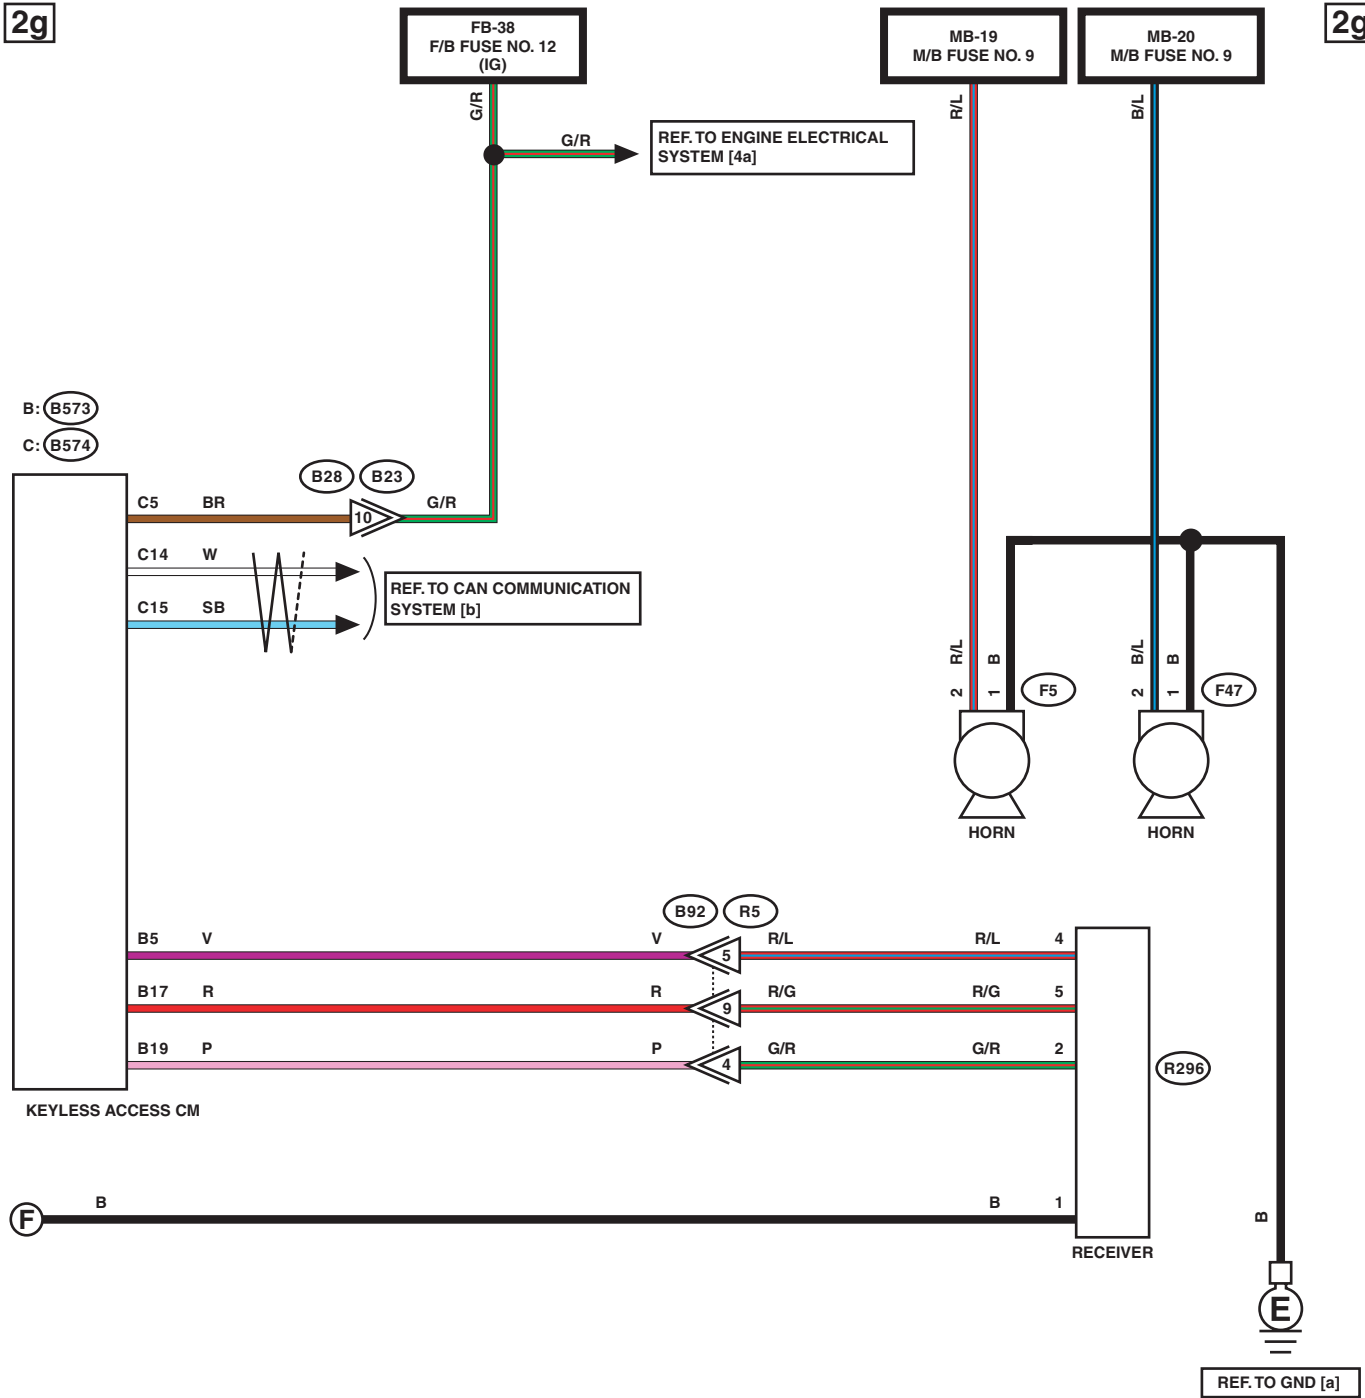 2g
2g
FB-38
F/B FUSE NO. 12
(IG)
MB-19
M/B FUSE NO. 9
MB-20
M/B FUSE NO. 9
G/R
R/L
B/L
G/R
REF. TO ENGINE ELECTRICAL
SYSTEM [4a]
B: B573
C: B574
B28 B23
C5 BR
10
G/R
C14 W
REF. TO CAN COMMUNICATION
SYSTEM [b]
C15 SB
R/L B
B/L B
2 1 F5
2 1 F47
HORN
HORN
B92 R5
B5 V V 5 R/L R/L 4
B17 R R 9 R/G R/G 5
B19 P P 4 G/R G/R 2
R296
KEYLESS ACCESS CM
F B B 1
B
RECEIVER
E
REF. TO GND [a]